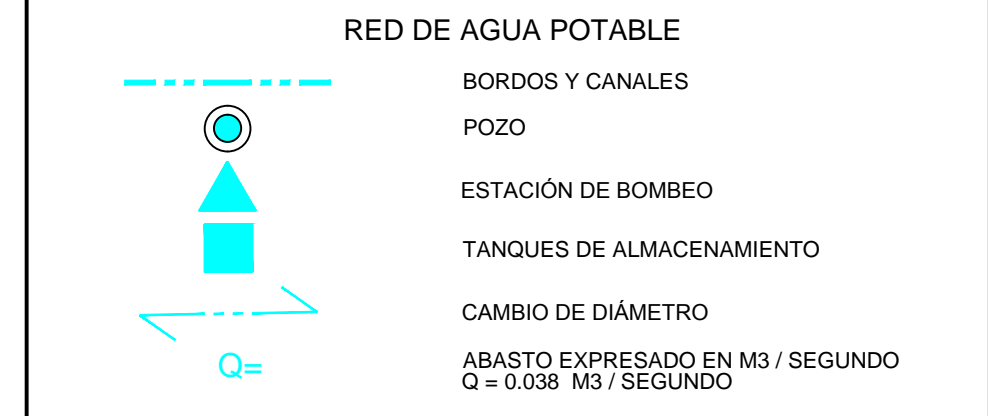 RED DE AGUA POTABLE
BORDOS Y CANALES
POZO
ESTACIÓN DE BOMBEO
TANQUES DE ALMACENAMIENTO
CAMBIO DE DIÁMETRO
Q=
ABASTO EXPRESADO EN M3 / SEGUNDO
Q = 0.038 M3 / SEGUNDO